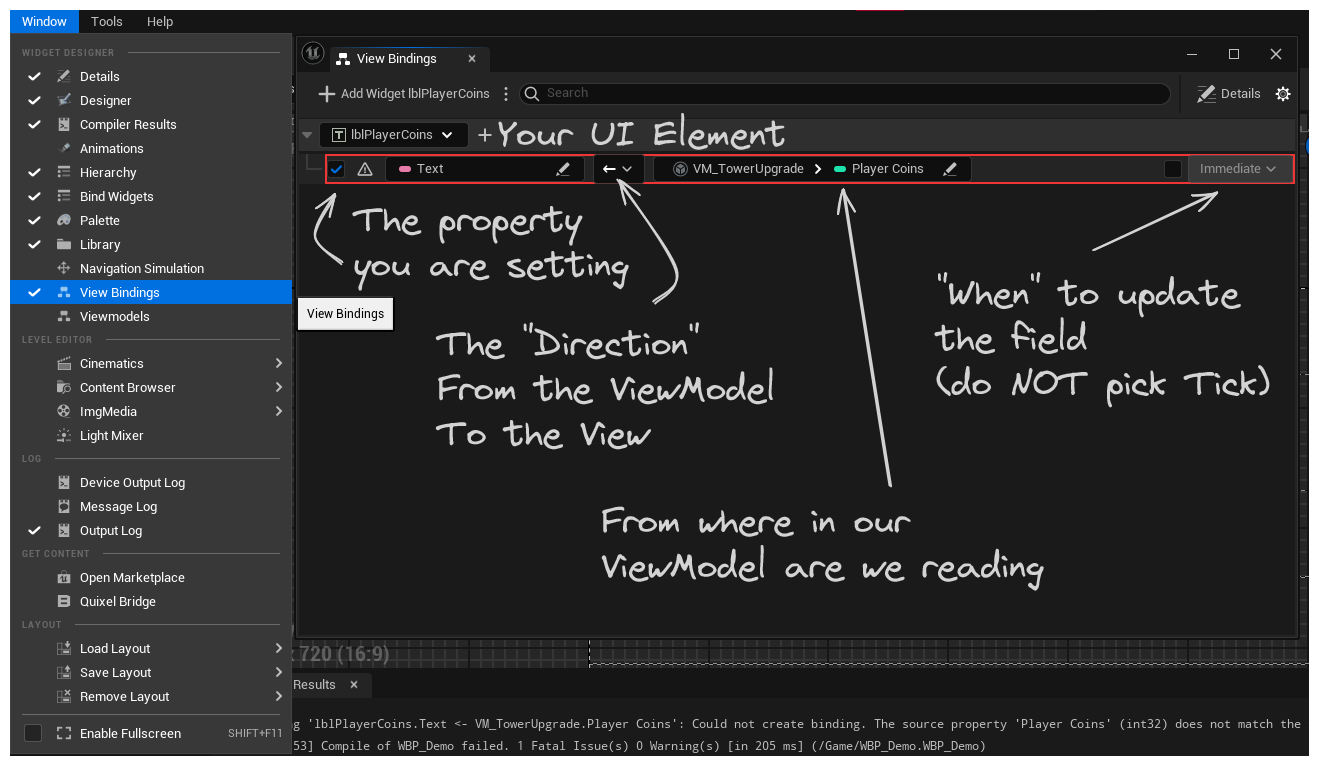 Window Tools Help
WIDGET DESIGNER
Details
Designer
Compiler Results
Animations
Hierarchy
Bind Widgets
Palette
Library
Navigation Simulation
View Bindings
Viewmodels
LEVEL EDITOR
Cinematics
Content Browser
ImgMedia
Light Mixer
LOG
Device Output Log
Message Log
Output Log
GET CONTENT
Open Marketplace
Quixel Bridge
LAYOUT
Load Layout
Save Layout
Remove Layout
Enable Fullscreen SHIFT+F11
View Bindings
View Bindings
Add Widget lblPlayerCoins Search Details
lblPlayerCoins + Your UI Element
Text VM_TowerUpgrade Player Coins Immediate
The property
you are setting
The "Direction"
From the ViewModel
To the View
From where in our
ViewModel are we reading
"When" to update
the field
(do NOT pick Tick)
720 (16:9)
Results
'lblPlayerCoins.Text <- VM_TowerUpgrade.Player Coins': Could not create binding. The source property 'Player Coins' (int32) does not match the
53] Compile of WBP_Demo failed. 1 Fatal Issue(s) 0 Warning(s) [in 205 ms] (/Game/WBP_Demo.WBP_Demo)